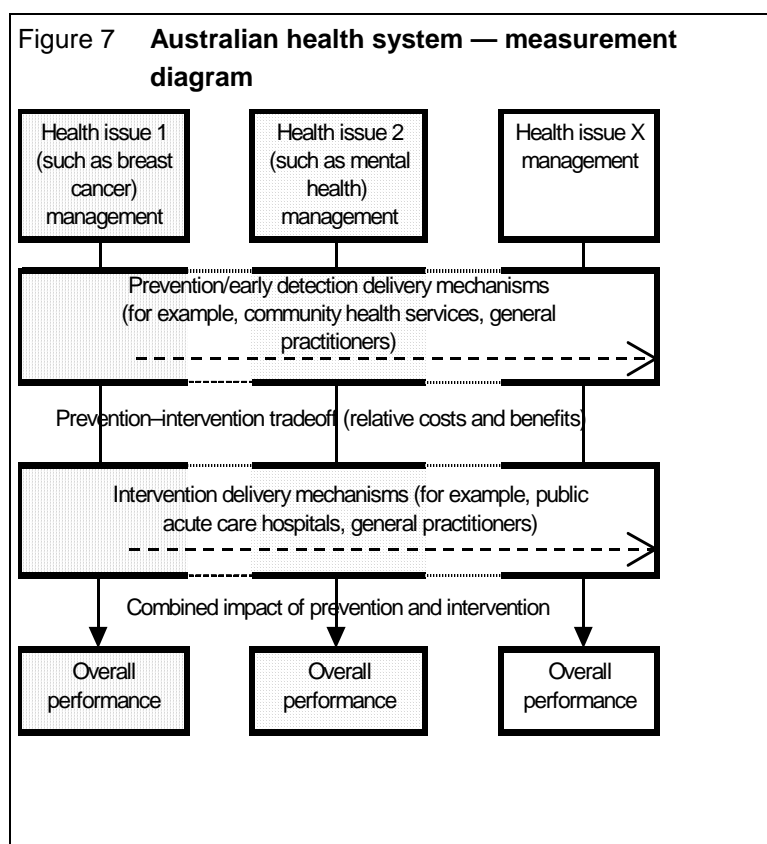 Figure 7 Australian health system — measurement
diagram
Health issue 1
(such as breast
cancer)
management
Health issue 2
(such as mental
health)
management
Health issue X
management
Prevention/early detection delivery mechanisms
(for example, community health services, general
practitioners)
Prevention–intervention tradeoff (relative costs and benefits)
Intervention delivery mechanisms (for example, public
acute care hospitals, general practitioners)
Combined impact of prevention and intervention
Overall
performance
Overall
performance
Overall
performance